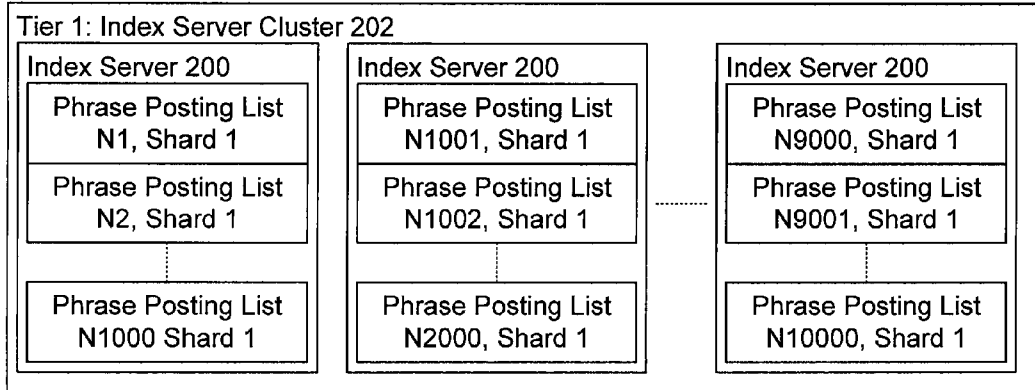 Tier 1: Index Server Cluster 202
Index Server 200
Phrase Posting List
N1, Shard 1
Phrase Posting List
N2, Shard 1
Phrase Posting List
N1000 Shard 1
Index Server 200
Phrase Posting List
N1001, Shard 1
Phrase Posting List
N1002, Shard 1
Phrase Posting List
N2000, Shard 1
Index Server 200
Phrase Posting List
N9000, Shard 1
Phrase Posting List
N9001, Shard 1
Phrase Posting List
N10000, Shard 1